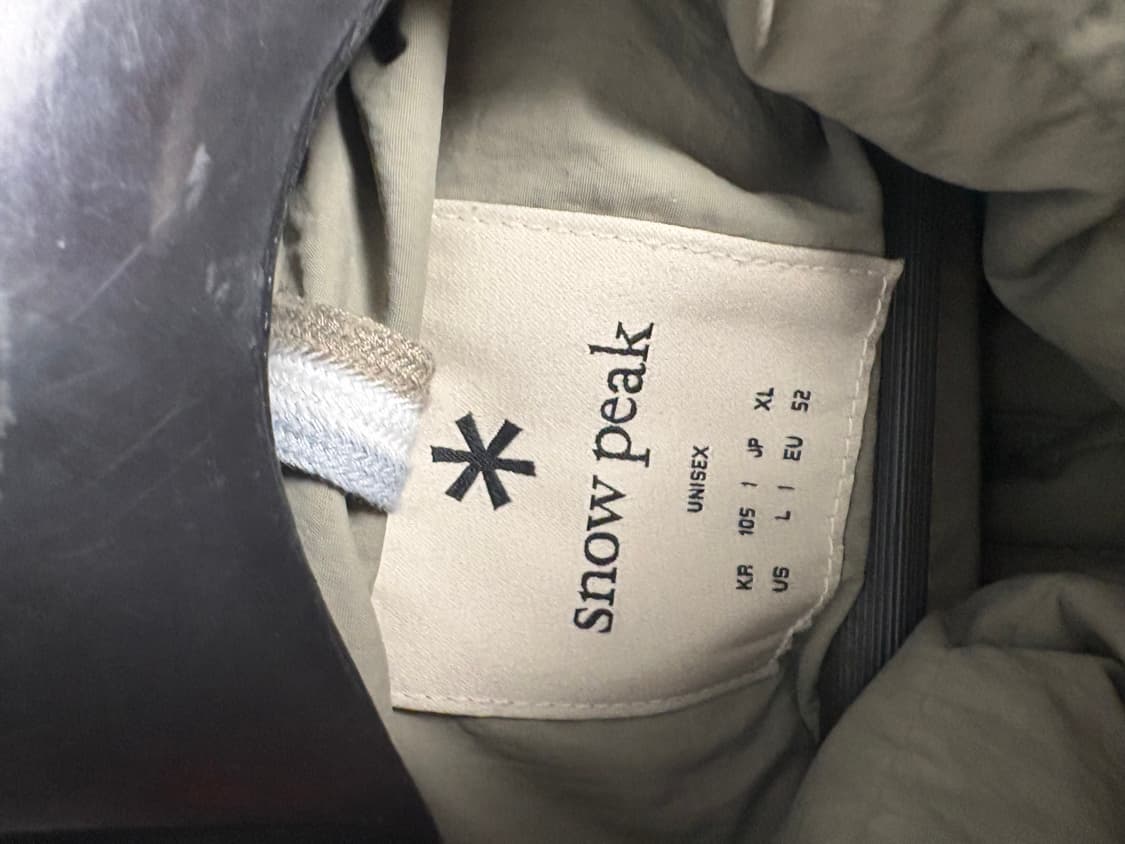 snow peak
UNISEX
KR 105 | JP XL
US L | EU 52